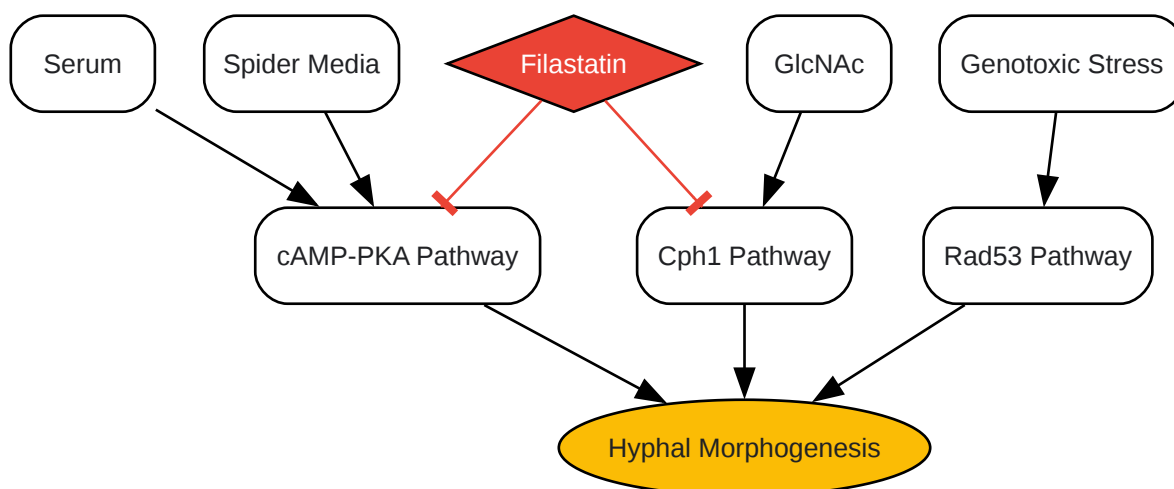 Serum
Spider Media
Filastatin
GlcNAc
Genotoxic Stress
cAMP-PKA Pathway
Cph1 Pathway
Rad53 Pathway
Hyphal Morphogenesis